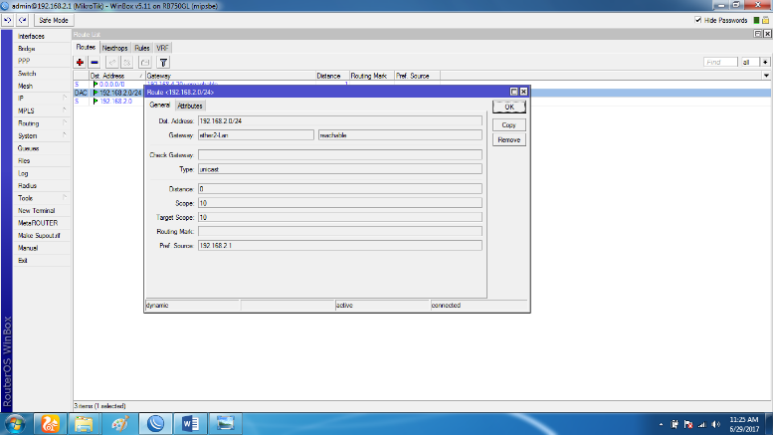 admin@192.168.2.1 (MikroTik) - WinBox v5.11 on RB750GL (mipsbe)
Safe Mode
Hide Passwords
Interfaces
Bridge
PPP
Switch
Mesh
IP
MPLS
Routing
System
Queues
Files
Log
Radius
Tools
New Terminal
MetaROUTER
Make Supout.rif
Manual
Exit
RouterOS WinBox
Route List
Routes Nexthops Rules VRF
Find all
Dst. Address / Gateway Distance Routing Mark Pref. Source
S 0.0.0.0/0
DAC 192.168.2.0/24
S 192.168.2.0
Route <192.168.2.0/24>
General Attributes
Dst. Address: 192.168.2.0/24
Gateway: ether2-Lan reachable
Check Gateway:
Type: unicast
Distance: 0
Scope: 10
Target Scope: 10
Routing Mark:
Pref. Source: 192.168.2.1
OK
Copy
Remove
dynamic active connected
3 items (1 selected)
11:25 AM
6/29/2017